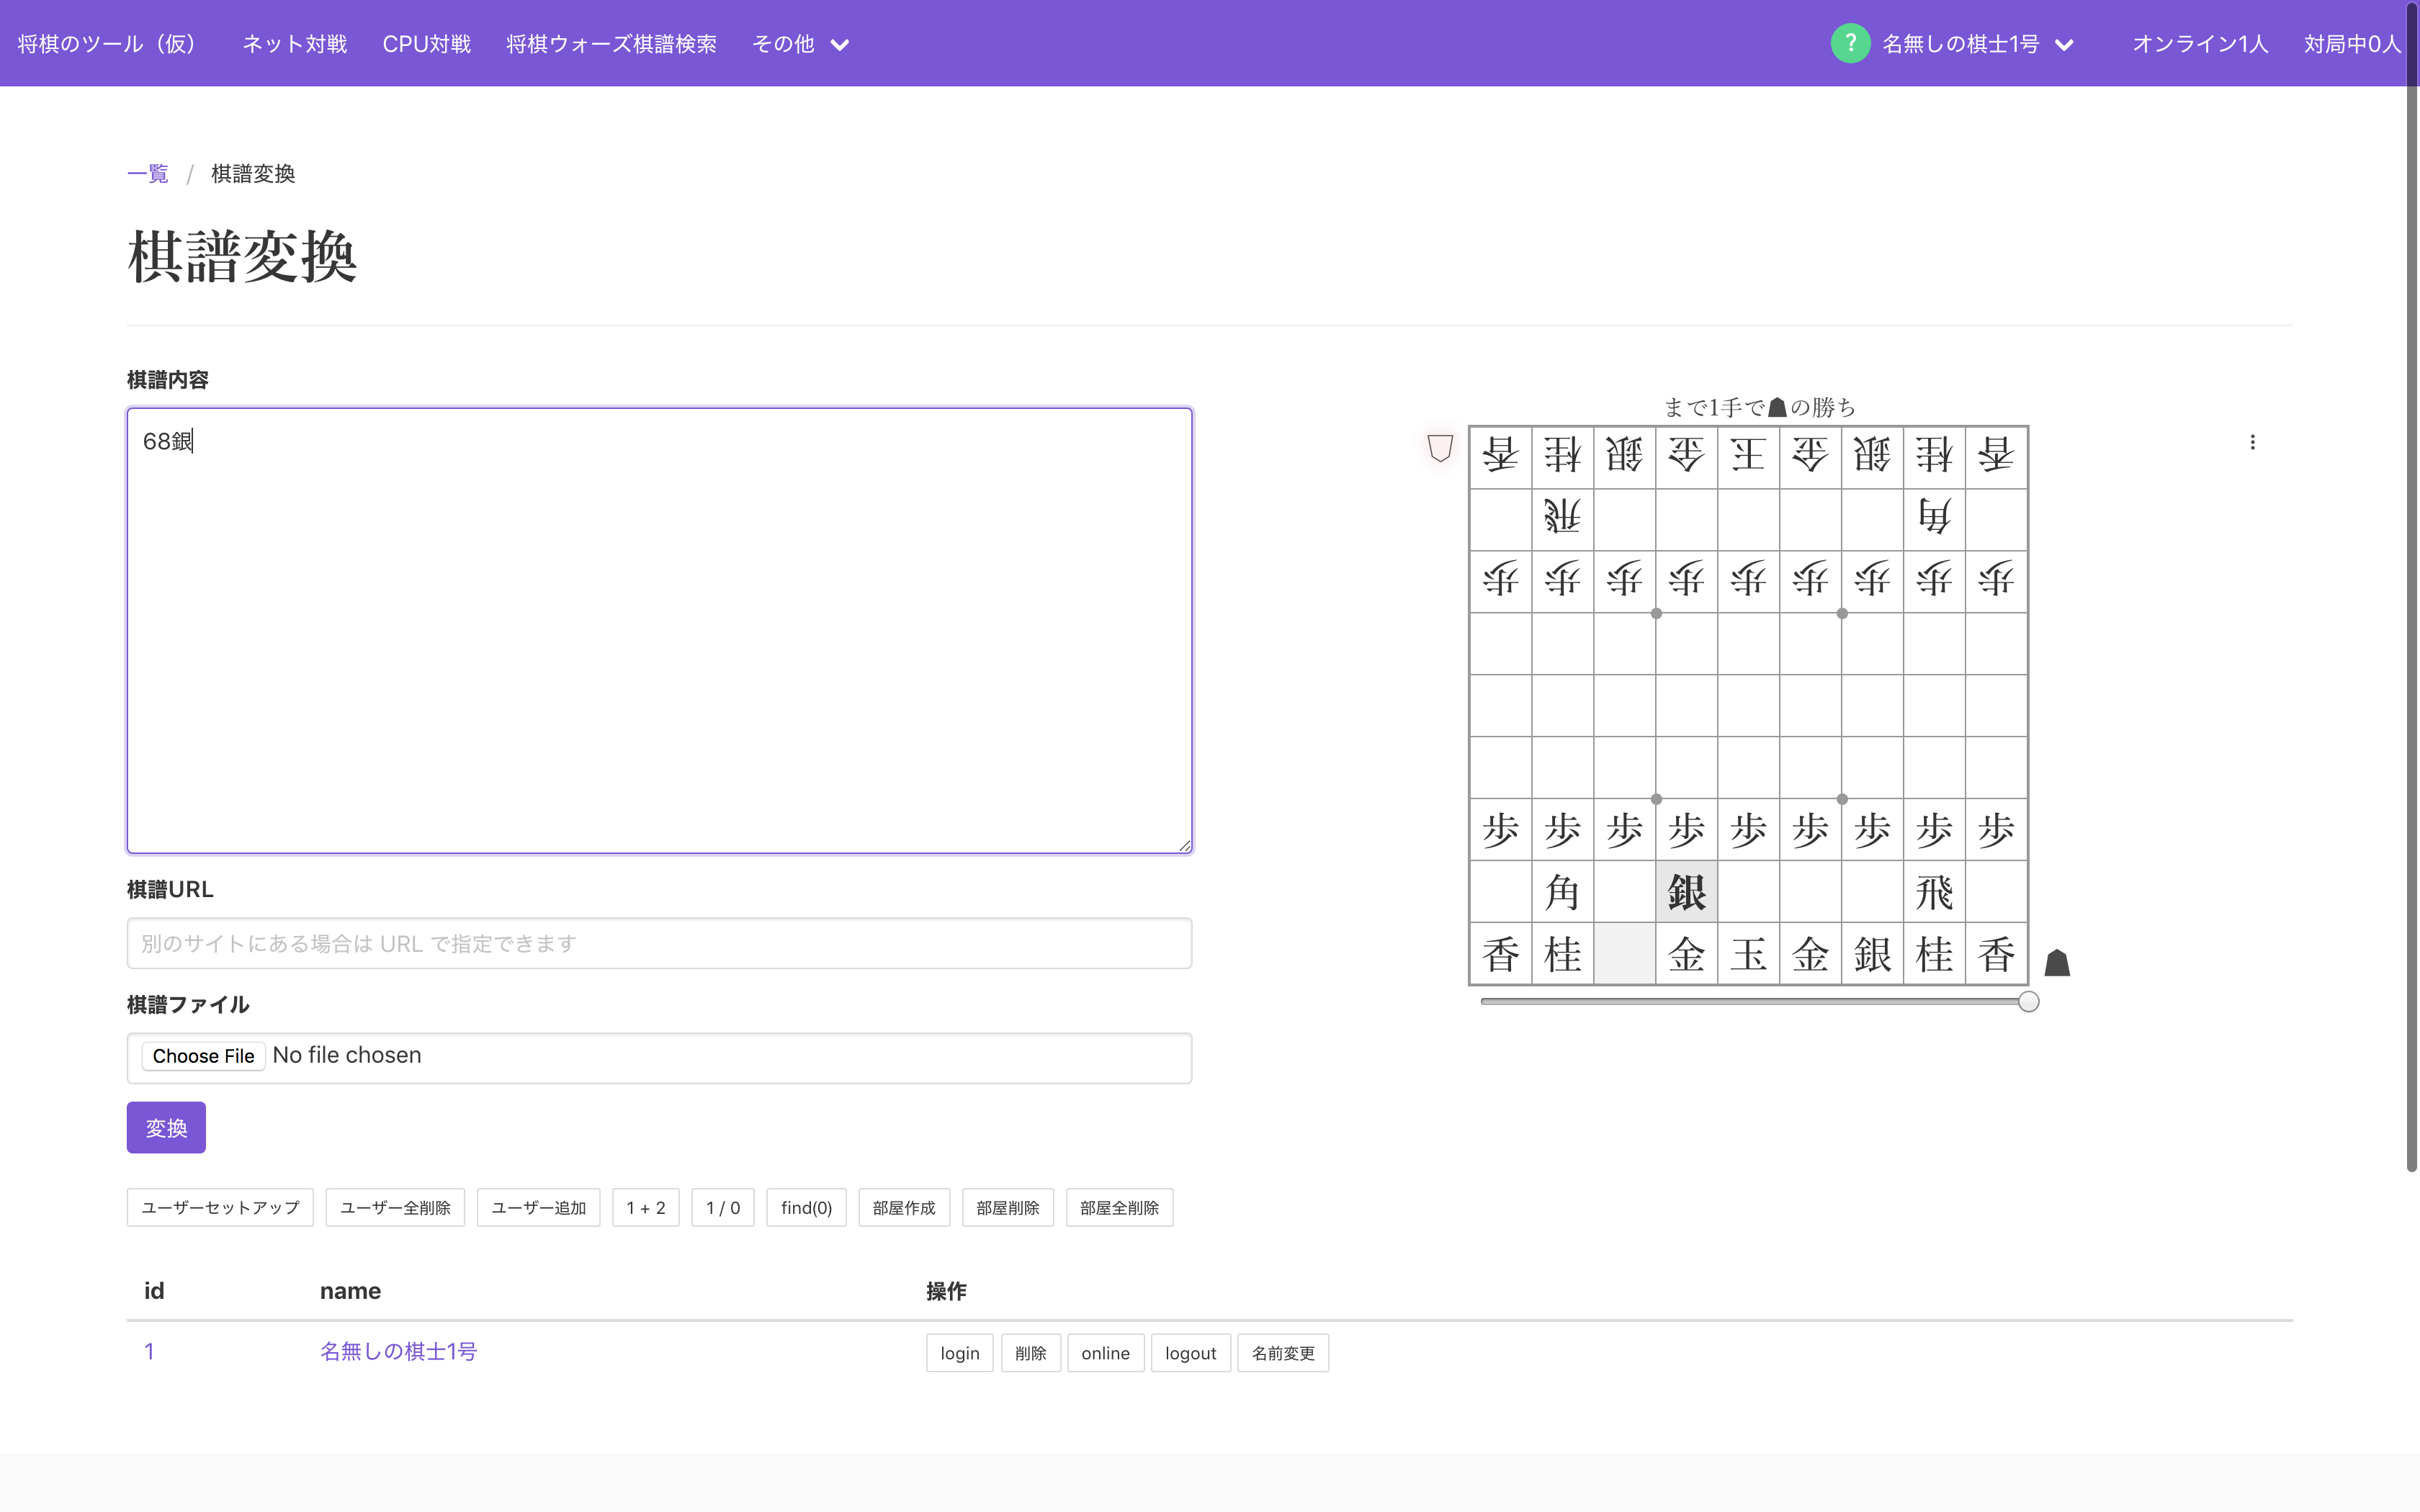 将棋のツール（仮） ネット対戦 CPU対戦 将棋ウォーズ棋譜検索 その他 ? 名無しの棋士1号 オンライン1人 対局中0人
一覧 / 棋譜変換
棋譜変換
棋譜内容
68銀
棋譜URL
別のサイトにある場合は URL で指定できます
棋譜ファイル
Choose File No file chosen
変換
まで1手で☗の勝ち
香桂銀金王金銀桂香
飛角
歩歩歩歩歩歩歩歩歩
歩歩歩歩歩歩歩歩歩
角銀飛
香桂金玉金銀桂香
ユーザーセットアップ ユーザー全削除 ユーザー追加 1 + 2 1 / 0 find(0) 部屋作成 部屋削除 部屋全削除
id name 操作
1 名無しの棋士1号 login 削除 online logout 名前変更